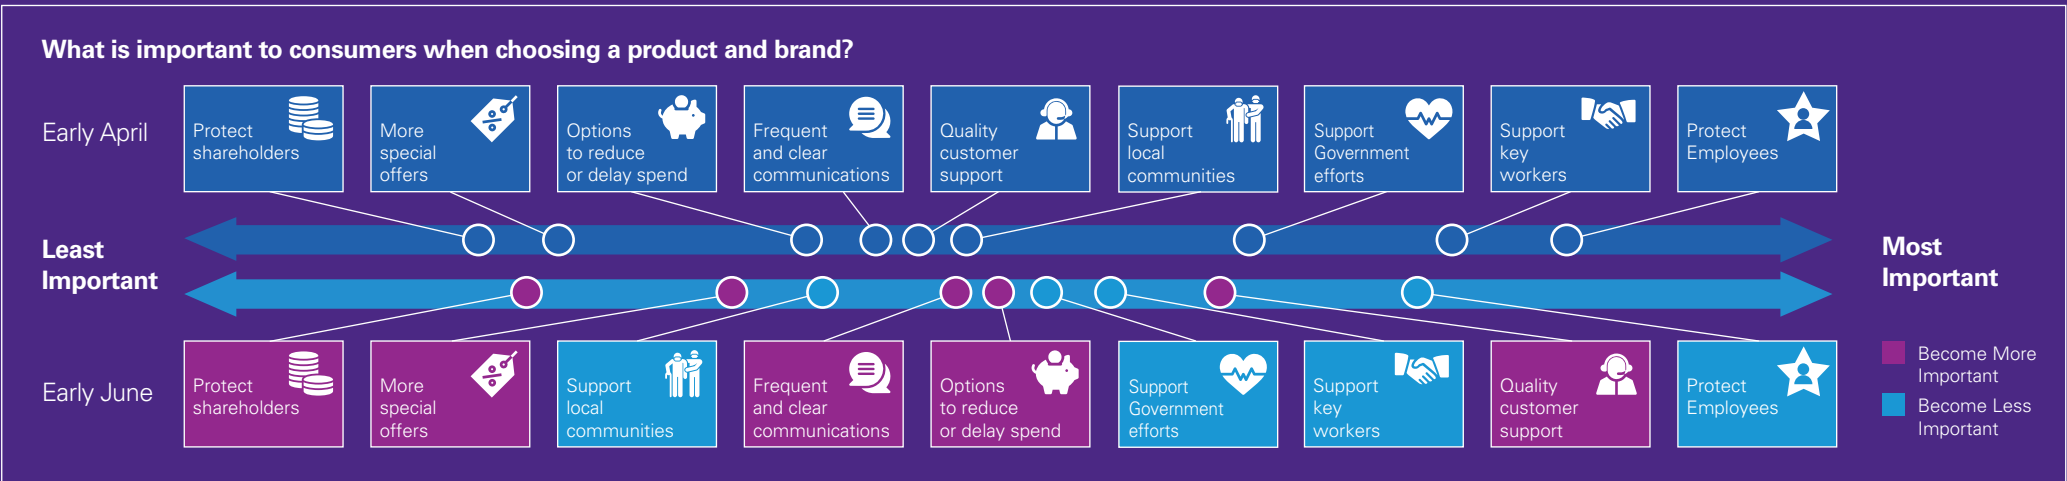 What is important to consumers when choosing a product and brand?
Early April
Protect
shareholders
More
special
offers
Options
to reduce
or delay spend
Frequent
and clear
communications
Quality
customer
support
Support
local
communities
Support
Government
efforts
Support
key
workers
Protect
Employees
Least
Important
Most
Important
Early June
Protect
shareholders
More
special
offers
Support
local
communities
Frequent
and clear
communications
Options
to reduce
or delay spend
Support
Government
efforts
Support
key
workers
Quality
customer
support
Protect
Employees
Become More
Important
Become Less
Important